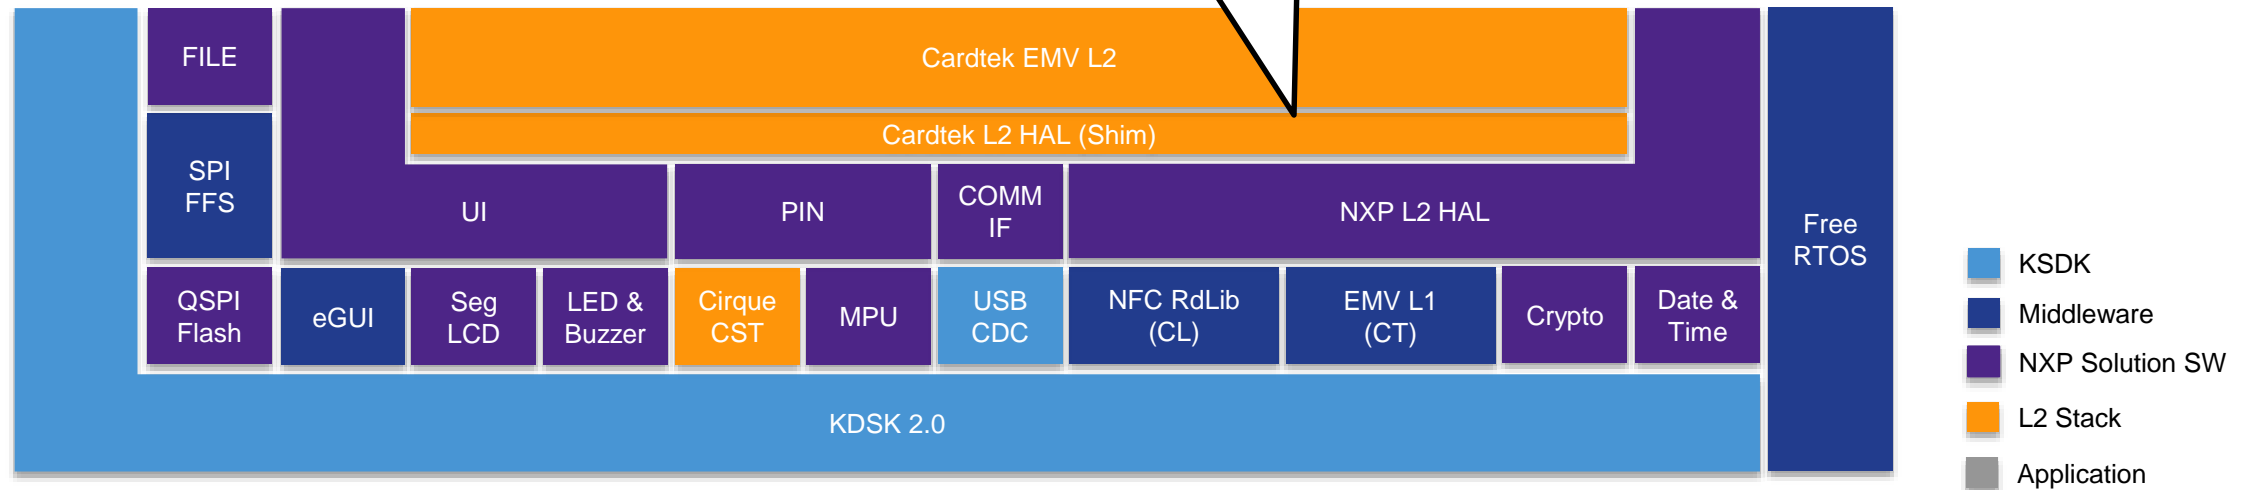 FILE
Cardtek EMV L2
Cardtek L2 HAL (Shim)
SPI
FFS
UI
PIN
COMM
IF
NXP L2 HAL
Free
RTOS
QSPI
Flash
eGUI
Seg
LCD
LED &
Buzzer
Cirque
CST
MPU
USB
CDC
NFC RdLib
(CL)
EMV L1
(CT)
Crypto
Date &
Time
KDSK 2.0
KSDK
Middleware
NXP Solution SW
L2 Stack
Application